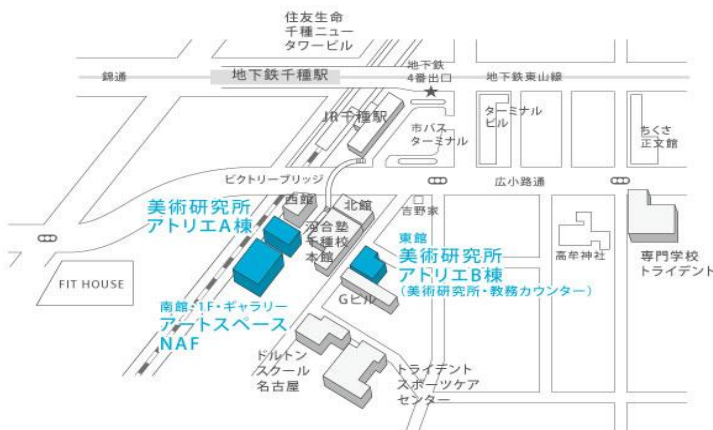 住友生命
千種ニュー
タワービル
錦通
地下鉄千種駅
地下鉄
4番出口
地下鉄東山線
JR千種駅
市バス
ターミナル
ターミナル
ビル
ちくさ
正文館
ビクトリーブリッジ
広小路通
美術研究所
アトリエA棟
西館
北館
吉野家
河合塾
千種校
本館
東館
美術研究所
アトリエB棟
(美術研究所・教務カウンター)
高牟神社
専門学校
トライデント
FIT HOUSE
Gビル
南館・1F・ギャラリー
アートスペース
NAF
ドルトン
スクール
名古屋
トライデント
スポーツケア
センター